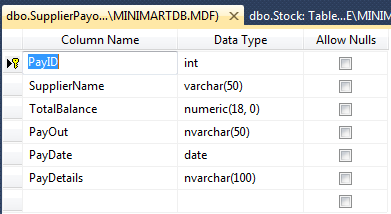 dbo.SupplierPayo...\MINIMARTDB.MDF) dbo.Stock: Table...E\MINI
Column Name Data Type Allow Nulls
PayID int
SupplierName varchar(50)
TotalBalance numeric(18, 0)
PayOut nvarchar(50)
PayDate date
PayDetails nvarchar(100)